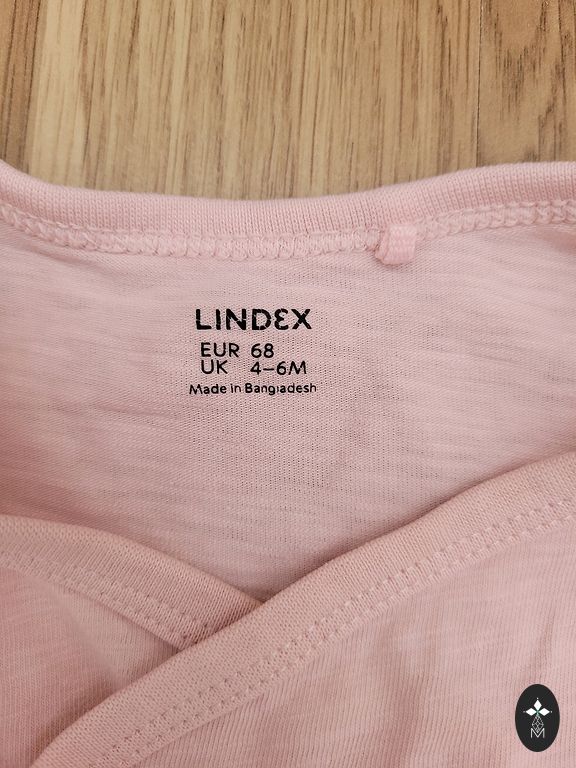 LINDEX
EUR 68
UK 4-6M
Made in Bangladesh
M